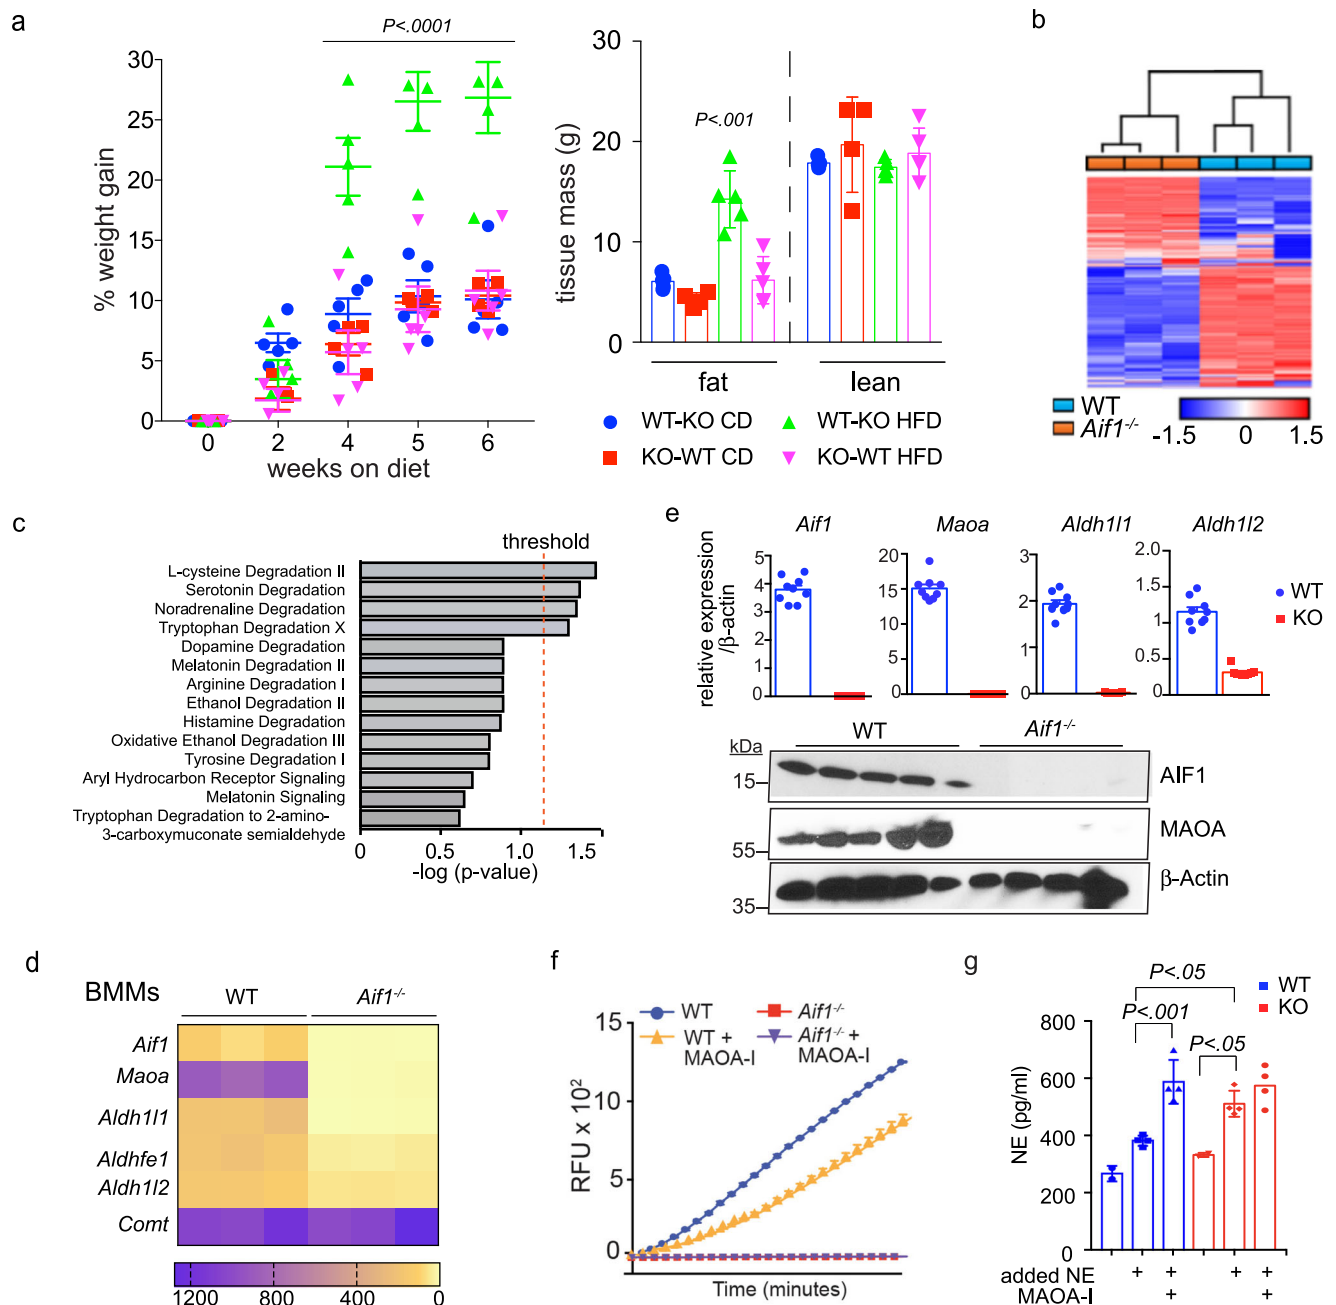 a
P<.0001
30
25
20
15
10
5
0
% weight gain
0 2 4 6
4 5 6
weeks on diet
30
20
10
0
tissue mass (g)
P<.001
fat lean
WT-KO CD WT-KO HFD
KO-WT CD KO-WT HFD
b
WT
Aif1-/-
-1.5 0 1.5
c
threshold
L-cysteine Degradation II
Serotonin Degradation
Noradrenaline Degradation
Tryptophan Degradation X
Dopamine Degradation
Melatonin Degradation II
Arginine Degradation I
Ethanol Degradation II
Histamine Degradation
Oxidative Ethanol Degradation III
Tyrosine Degradation I
Aryl Hydrocarbon Receptor Signaling
Melatonin Signaling
Tryptophan Degradation to 2-amino-
3-carboxymuconate semialdehyde
0 0.5 1.0 1.5
-log (p-value)
e
Aif1 Maoa Aldh1l1 Aldh1l2
relative expression
/β-actin
5
4
3
2
1
0
20
15
10
5
0
3
2
1
0
2.0
1.5
1.0
0.5
0
WT
KO
kDa
WT Aif1-/-
15
AIF1
55
MAOA
35
β-Actin
d
BMMs
WT Aif1-/-
Aif1
Maoa
Aldh1l1
Aldhfe1
Aldh1l2
Comt
1200 800 400 0
f
WT Aif1-/-
WT +
MAOA-I
Aif1-/- +
MAOA-I
15
10
5
0
RFU x 10²
Time (minutes)
g
WT
KO
P<.05
P<.001
P<.05
800
600
400
200
0
NE (pg/ml)
added NE + + + +
MAOA-I + +